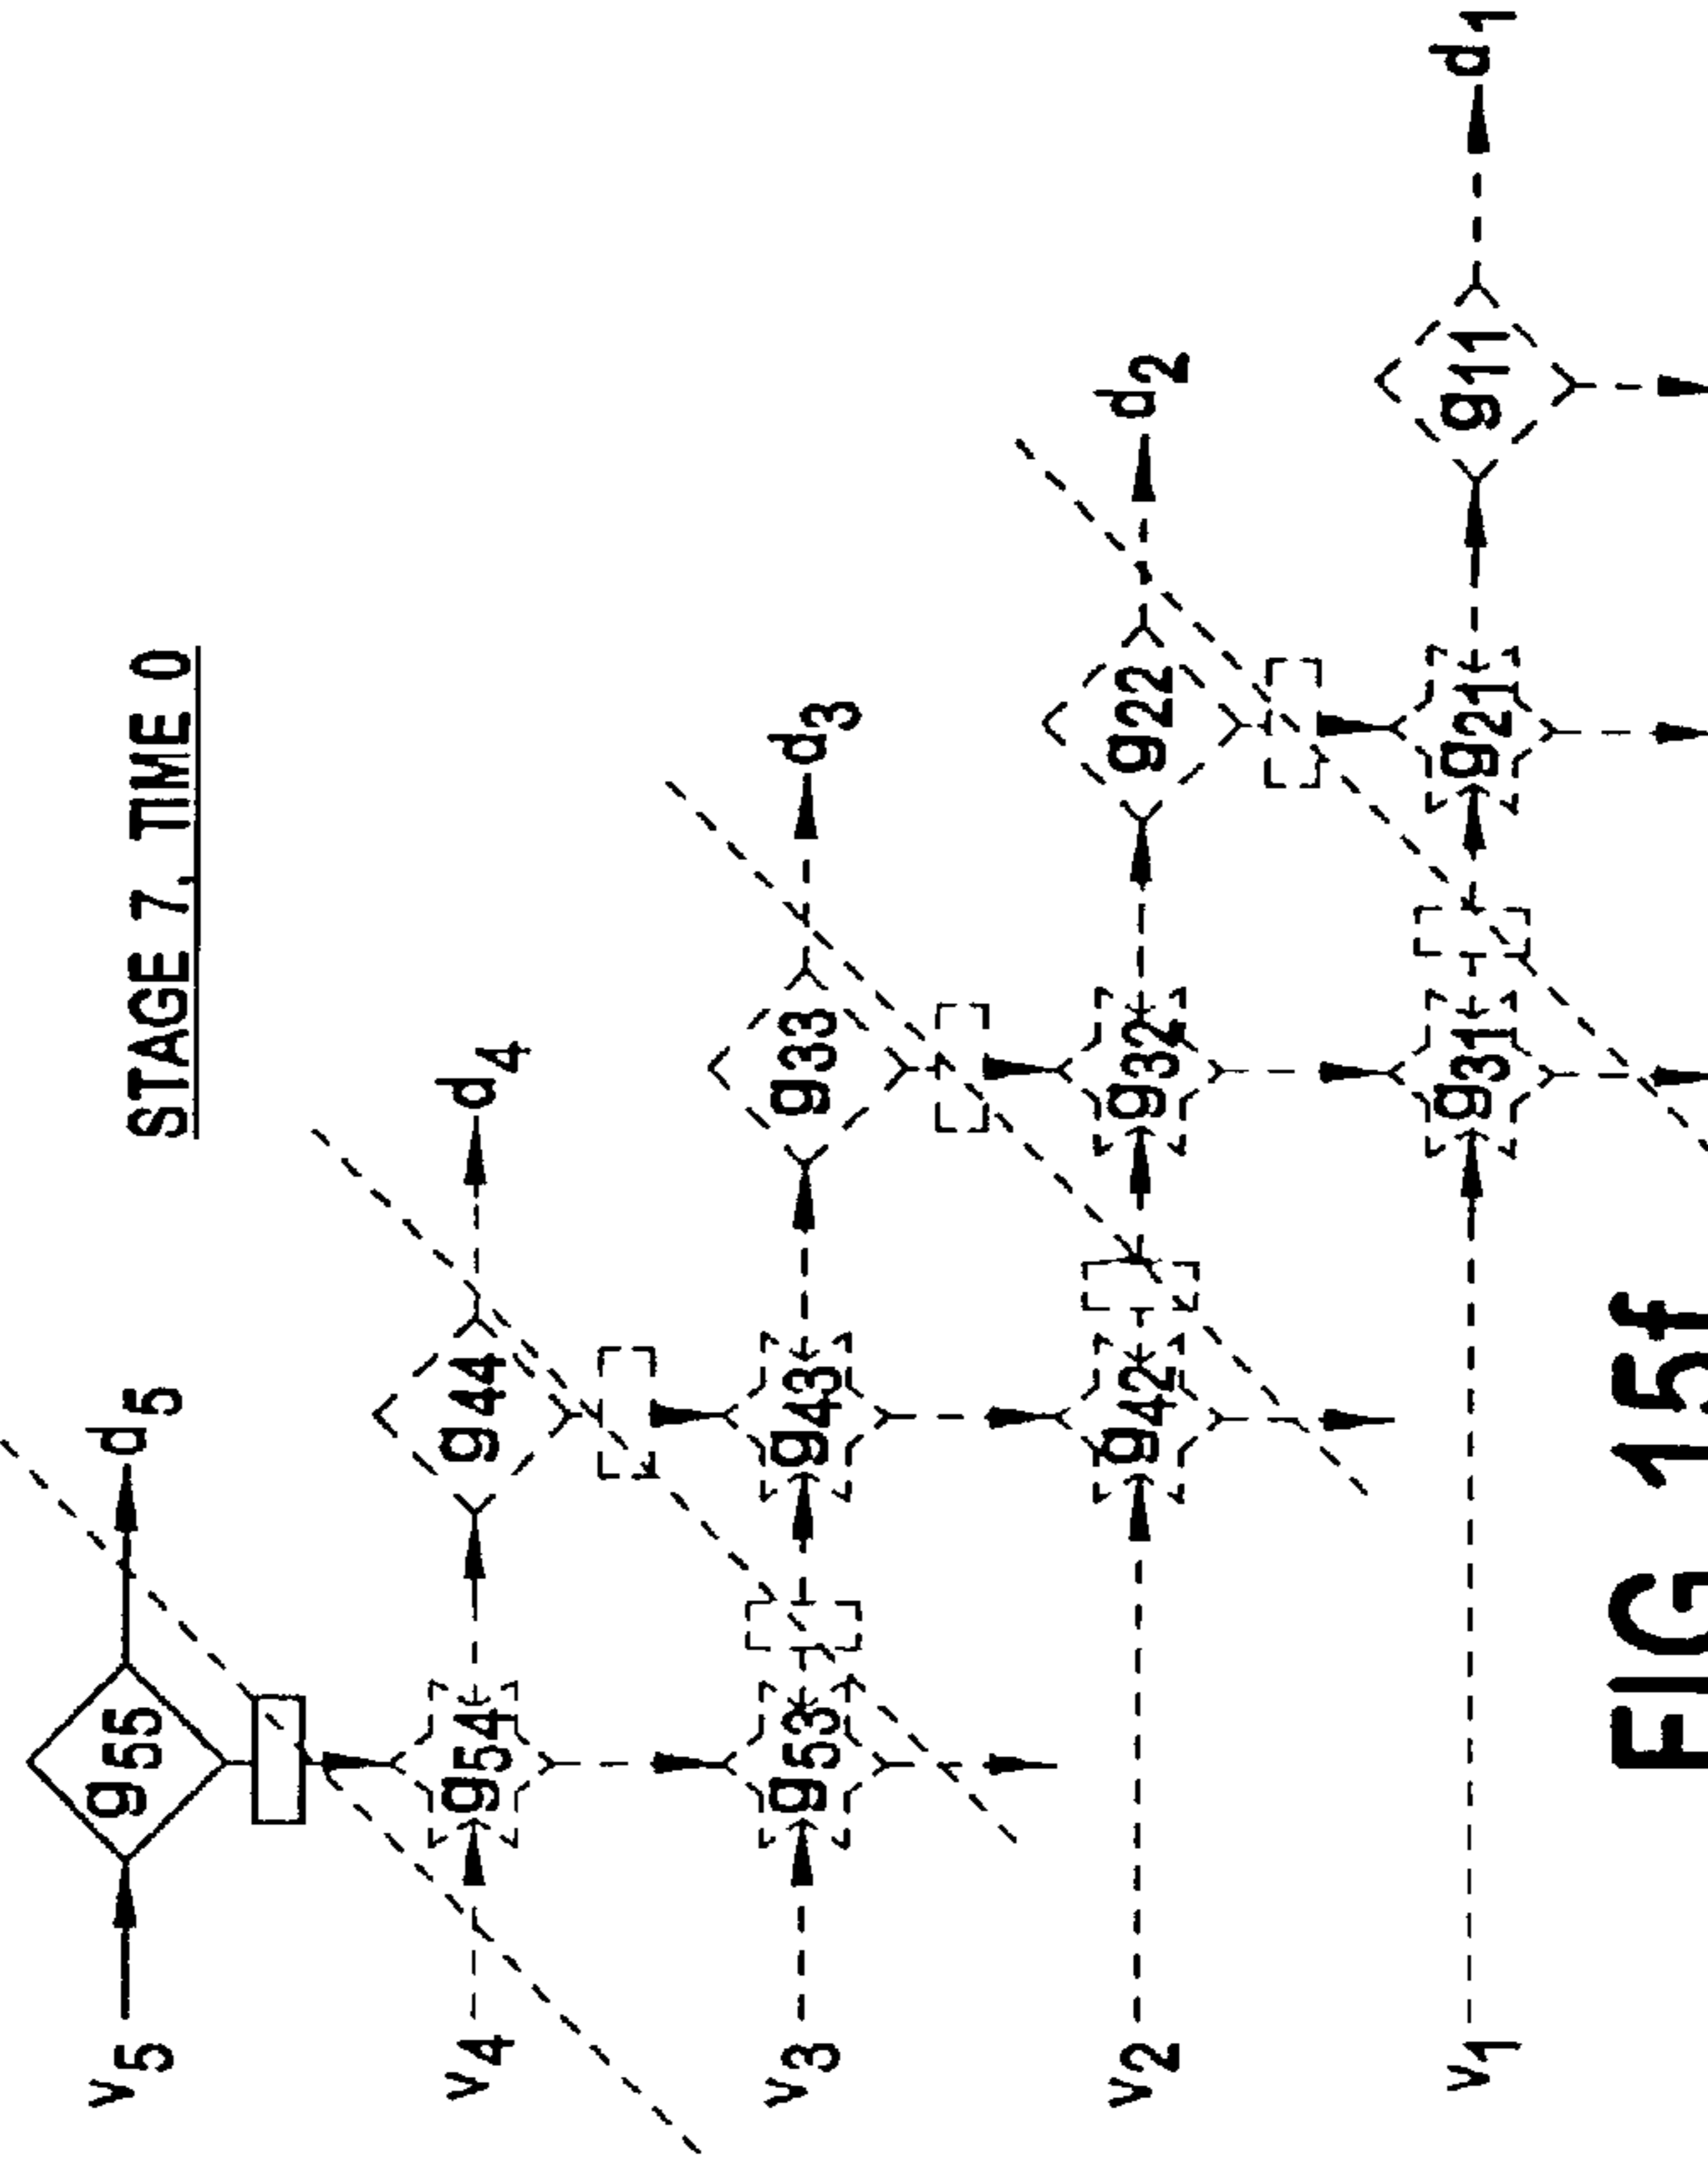 v5 g55 d5
STAGE 7, TIME 0
v4 g54 g44 d4
v3 g53 g43 g33 d3
v2 g42 g32 g22 d2
v1 g31 g21 g11 d1
FIG 15f